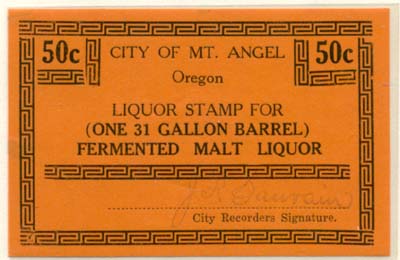 50c CITY OF MT. ANGEL 50c
Oregon
LIQUOR STAMP FOR
(ONE 31 GALLON BARREL)
FERMENTED MALT LIQUOR
City Recorders Signature.